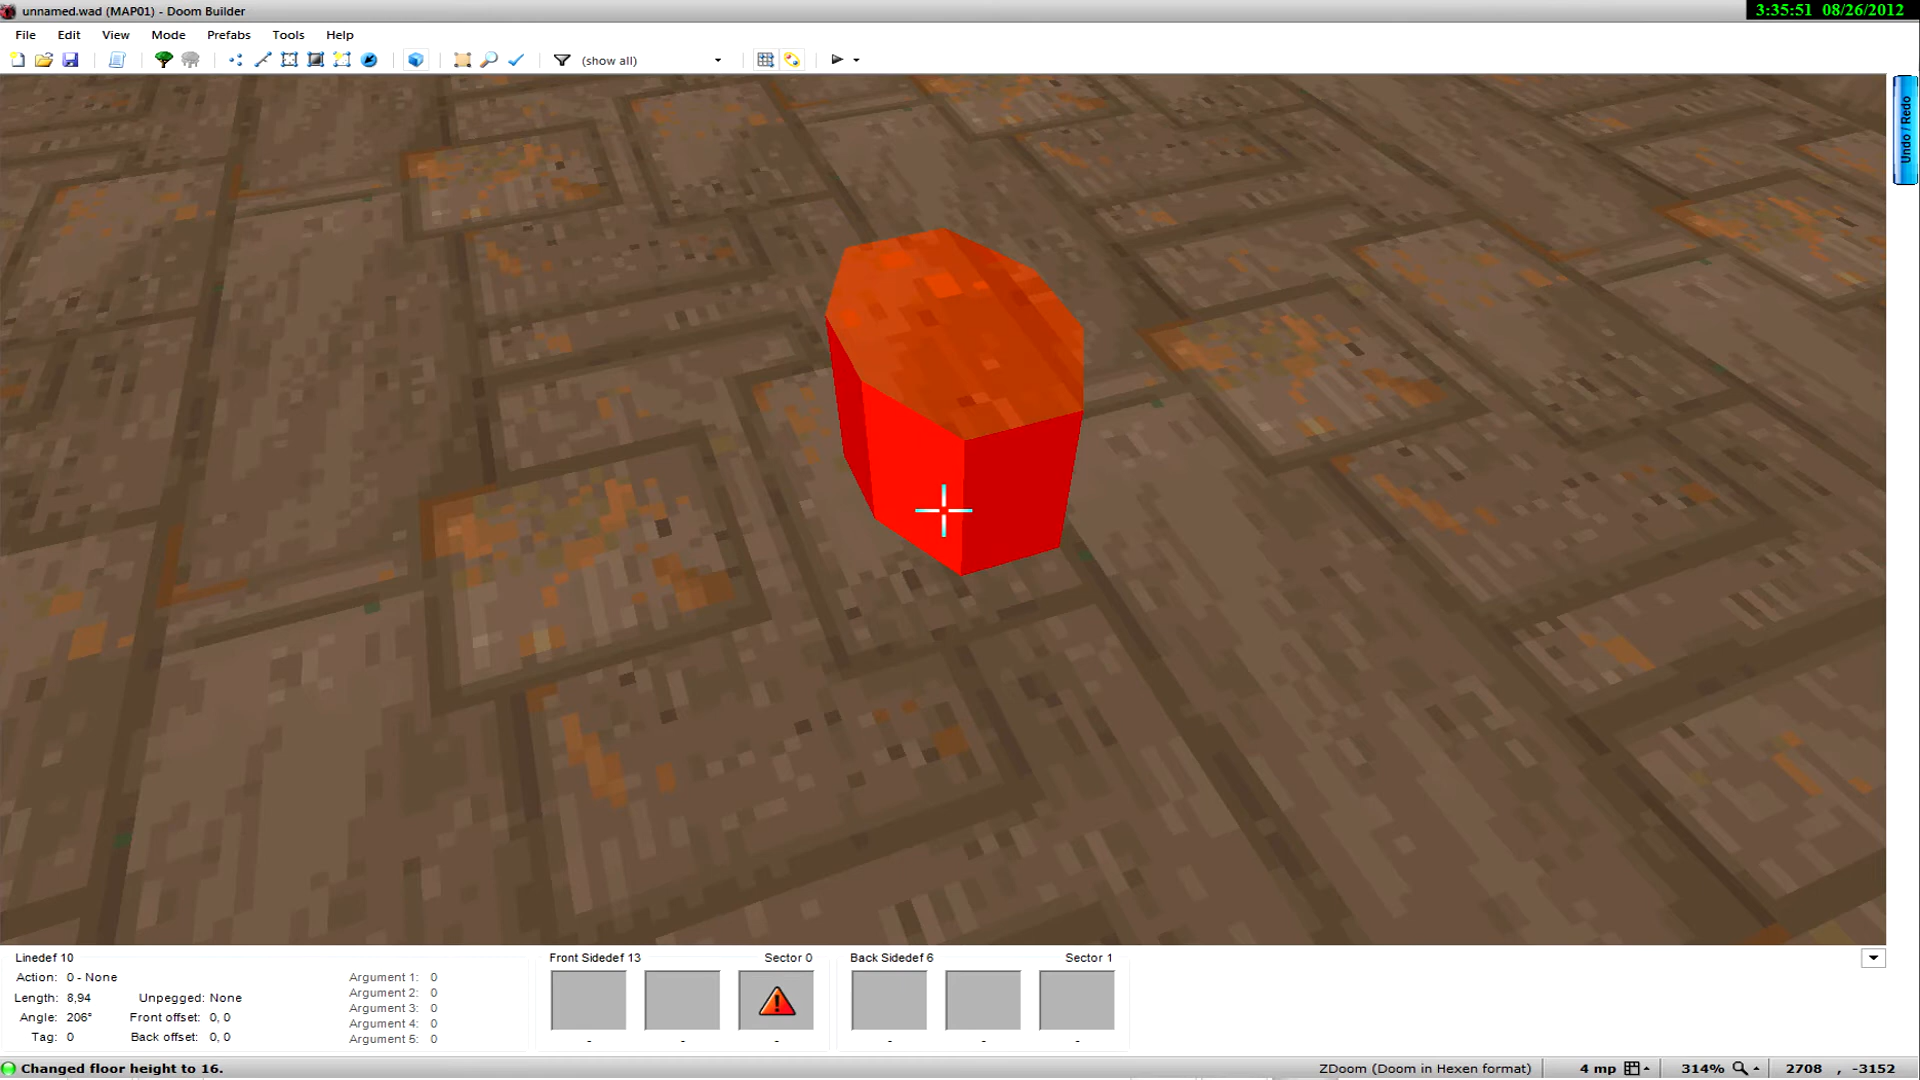 unnamed.wad (MAP01) - Doom Builder
3:35:51 08/26/2012
File Edit View Mode Prefabs Tools Help
(show all)
Undo / Redo
Linedef 10
Action: 0 - None
Length: 8,94 Unpegged: None
Angle: 206° Front offset: 0, 0
Tag: 0 Back offset: 0, 0
Argument 1: 0
Argument 2: 0
Argument 3: 0
Argument 4: 0
Argument 5: 0
Front Sidedef 13 Sector 0
- - -
Back Sidedef 6 Sector 1
- - -
Changed floor height to 16.
ZDoom (Doom in Hexen format) 4 mp 314% 2708 , -3152